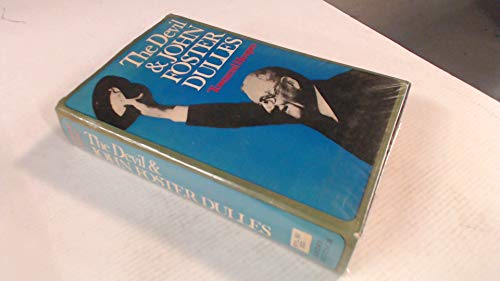 The Devil
& JOHN
FOSTER
DULLES
Townsend Hoopes
The Devil &
JOHN FOSTER DULLES